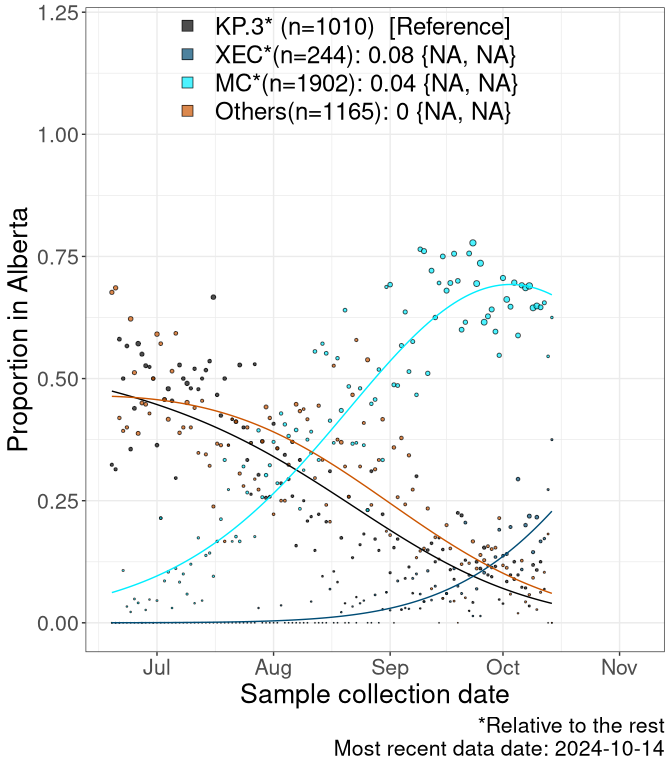 1.25
1.00
0.75
0.50
0.25
0.00
Proportion in Alberta
KP.3* (n=1010)  [Reference]
XEC*(n=244): 0.08 {NA, NA}
MC*(n=1902): 0.04 {NA, NA}
Others(n=1165): 0 {NA, NA}
Jul Aug Sep Oct Nov
Sample collection date
*Relative to the rest
Most recent data date: 2024-10-14